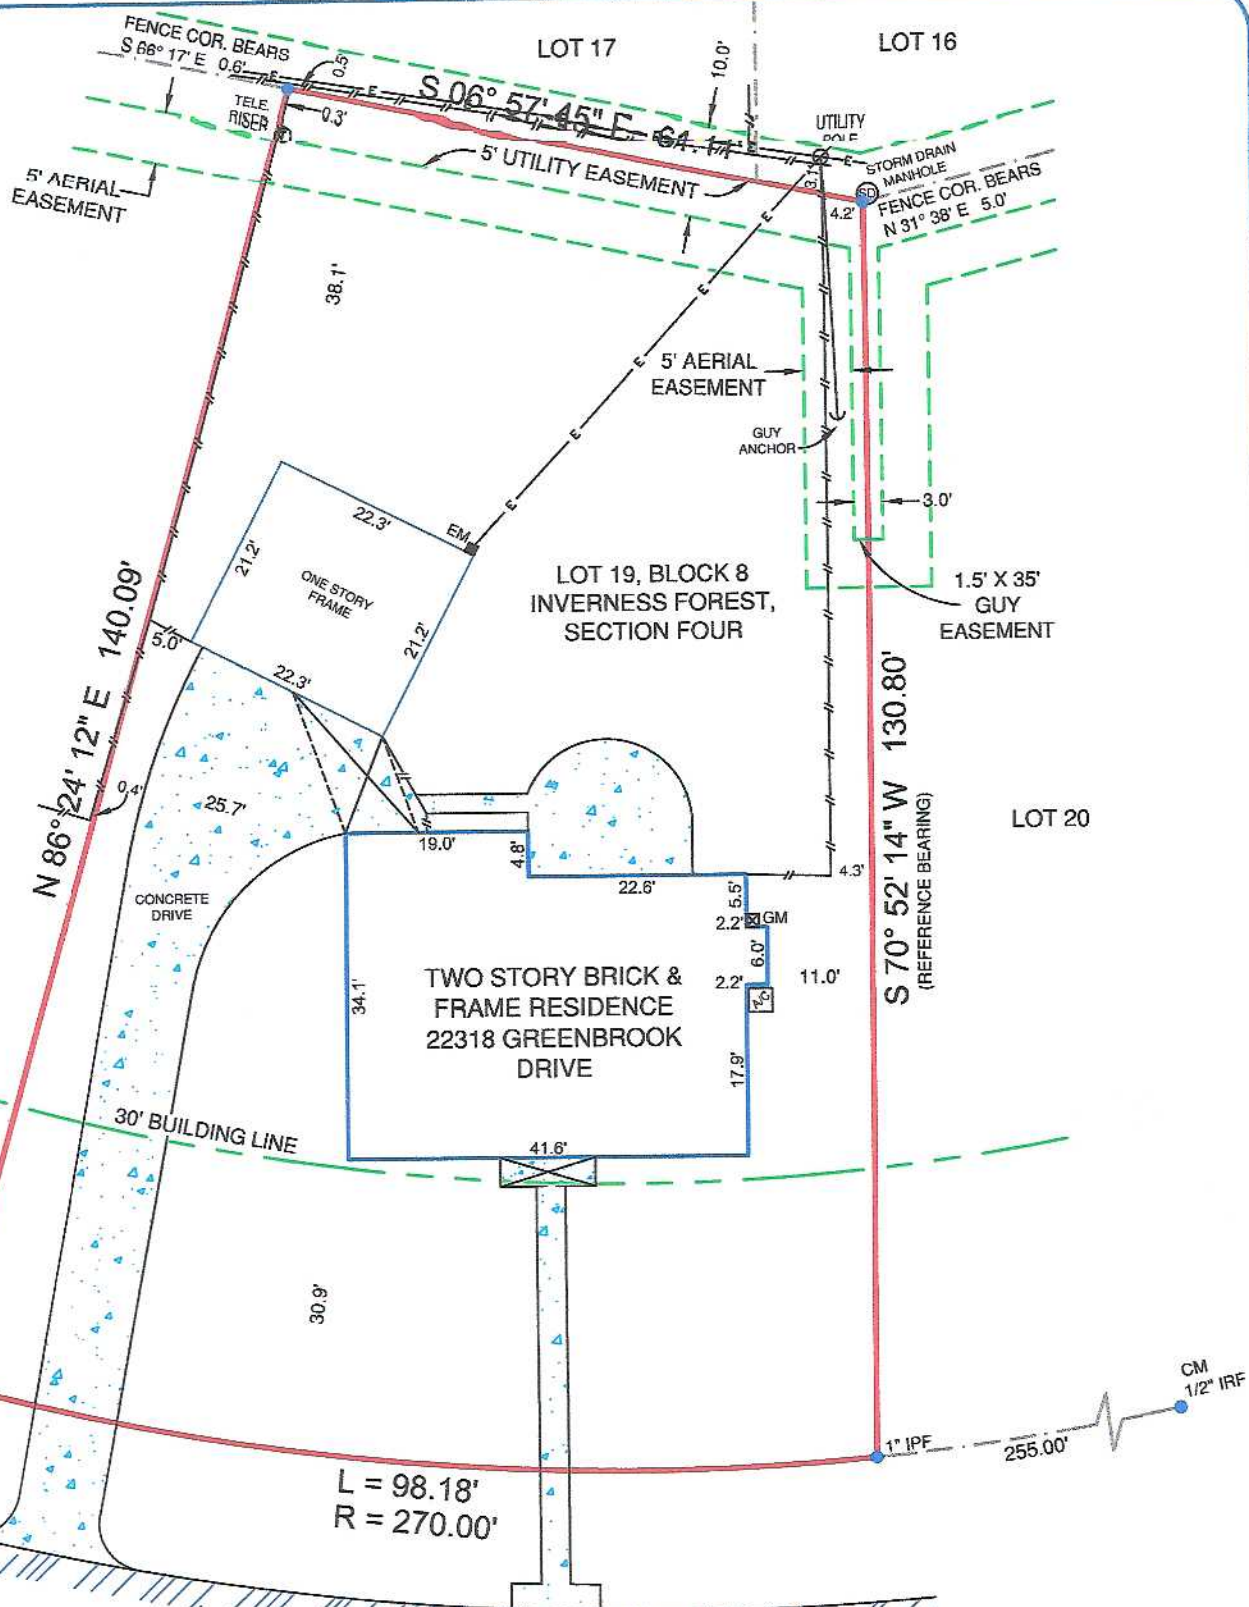 LOT 17
LOT 16
FENCE COR. BEARS
S 66° 17' E 0.6'
0.5'
10.0'
S 06° 57' 45" E 64.14'
TELE.
RISER
0.3'
UTILITY
POLE
E
E
E
5' UTILITY EASEMENT
STORM DRAIN
MANHOLE
SD
3.1'
4.2'
FENCE COR. BEARS
N 31° 38' E 5.0'
5' AERIAL
EASEMENT
38.1'
E
E
E
E
E
5' AERIAL
EASEMENT
GUY
ANCHOR
3.0'
22.3'
EM
21.2'
ONE STORY
FRAME
21.2'
LOT 19, BLOCK 8
INVERNESS FOREST,
SECTION FOUR
1.5' X 35'
GUY
EASEMENT
5.0'
22.3'
N 86° 24' 12" E 140.09'
0.4'
25.7'
S 70° 52' 14" W 130.80'
(REFERENCE BEARING)
LOT 20
19.0'
4.8'
22.6'
4.3'
5.5'
CONCRETE
DRIVE
2.2'
GM
6.0'
2.2'
11.0'
34.1'
TWO STORY BRICK &
FRAME RESIDENCE
22318 GREENBROOK
DRIVE
17.9'
30' BUILDING LINE
41.6'
30.9'
CM
1/2" IRF
1" IPF
255.00'
L = 98.18'
R = 270.00'